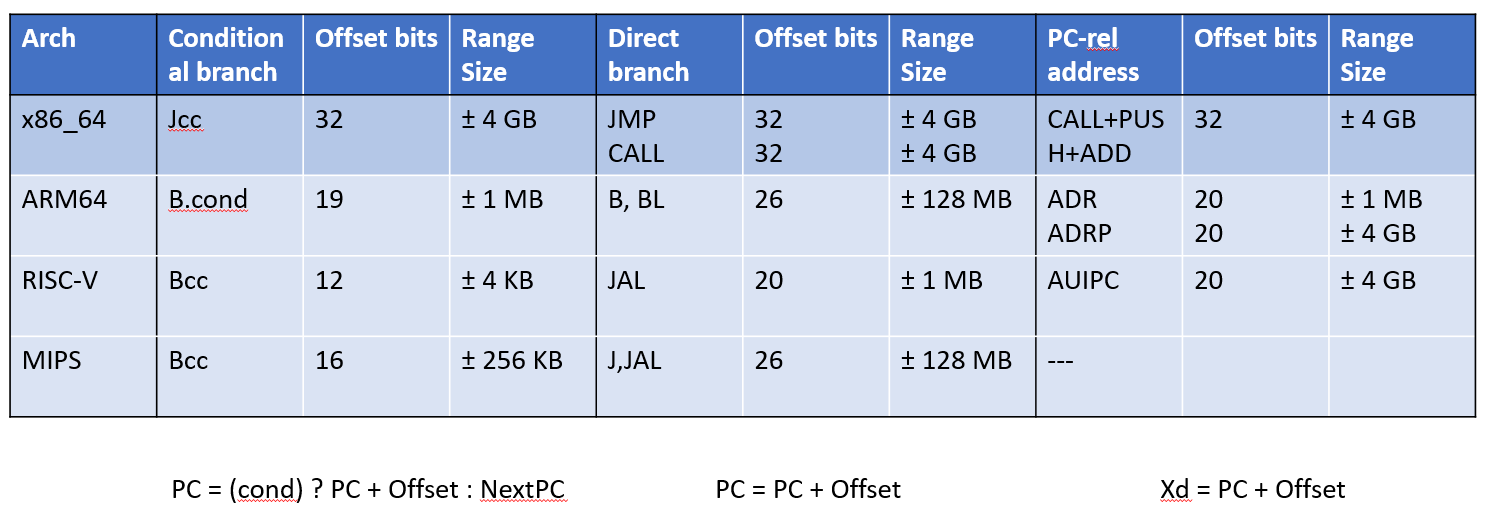 Arch Condition Offset bits Range Direct Offset bits Range PC-rel Offset bits Range
al branch Size branch Size address Size
x86_64 Jcc 32 ± 4 GB JMP 32 ± 4 GB CALL+PUS 32 ± 4 GB
CALL 32 ± 4 GB H+ADD
ARM64 B.cond 19 ± 1 MB B, BL 26 ± 128 MB ADR 20 ± 1 MB
ADRP 20 ± 4 GB
RISC-V Bcc 12 ± 4 KB JAL 20 ± 1 MB AUIPC 20 ± 4 GB
MIPS Bcc 16 ± 256 KB J,JAL 26 ± 128 MB ---
PC = (cond) ? PC + Offset : NextPC PC = PC + Offset Xd = PC + Offset